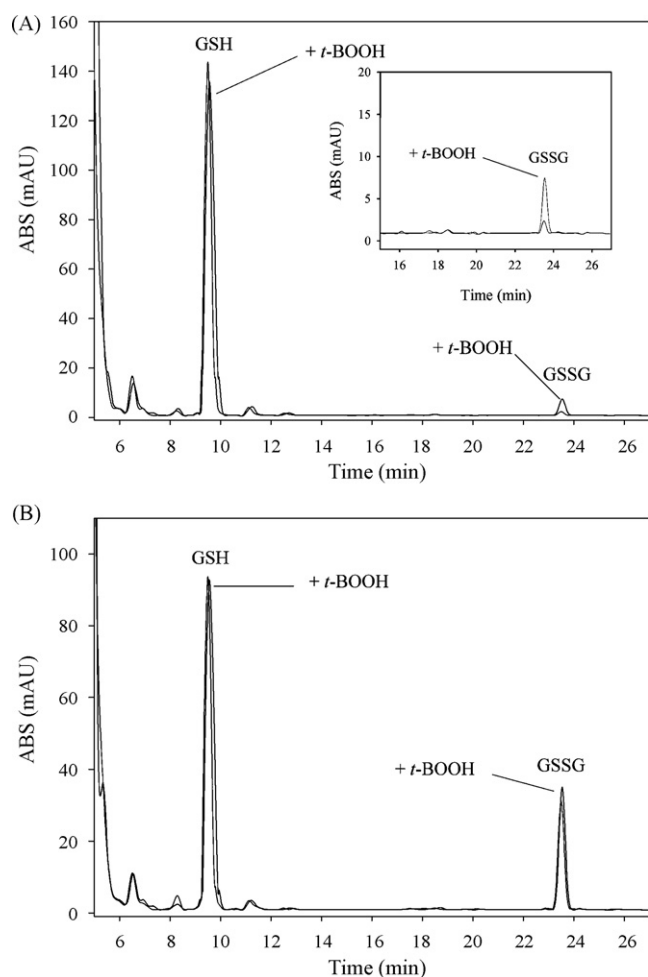 (A)
160
140
120
100
80
60
40
20
0
ABS (mAU)
GSH
+ t-BOOH
20
15
10
5
0
ABS (mAU)
+ t-BOOH
GSSG
16 18 20 22 24 26
Time (min)
+ t-BOOH
GSSG
6 8 10 12 14 16 18 20 22 24 26
Time (min)
(B)
100
80
60
40
20
0
ABS (mAU)
GSH
+ t-BOOH
+ t-BOOH
GSSG
6 8 10 12 14 16 18 20 22 24 26
Time (min)